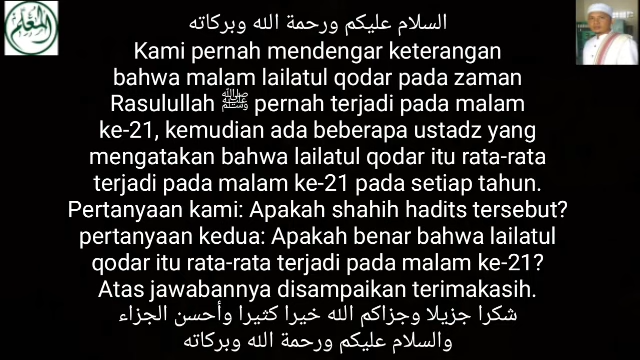 المعلم
السلام عليكم ورحمة الله وبركاته
Kami pernah mendengar keterangan
bahwa malam lailatul qodar pada zaman
Rasulullah ﷺ pernah terjadi pada malam
ke-21, kemudian ada beberapa ustadz yang
mengatakan bahwa lailatul qodar itu rata-rata
terjadi pada malam ke-21 pada setiap tahun.
Pertanyaan kami: Apakah shahih hadits tersebut?
pertanyaan kedua: Apakah benar bahwa lailatul
qodar itu rata-rata terjadi pada malam ke-21?
Atas jawabannya disampaikan terimakasih.
شكرا جزيلا وجزاكم الله خيرا كثيرا وأحسن الجزاء
والسلام عليكم ورحمة الله وبركاته